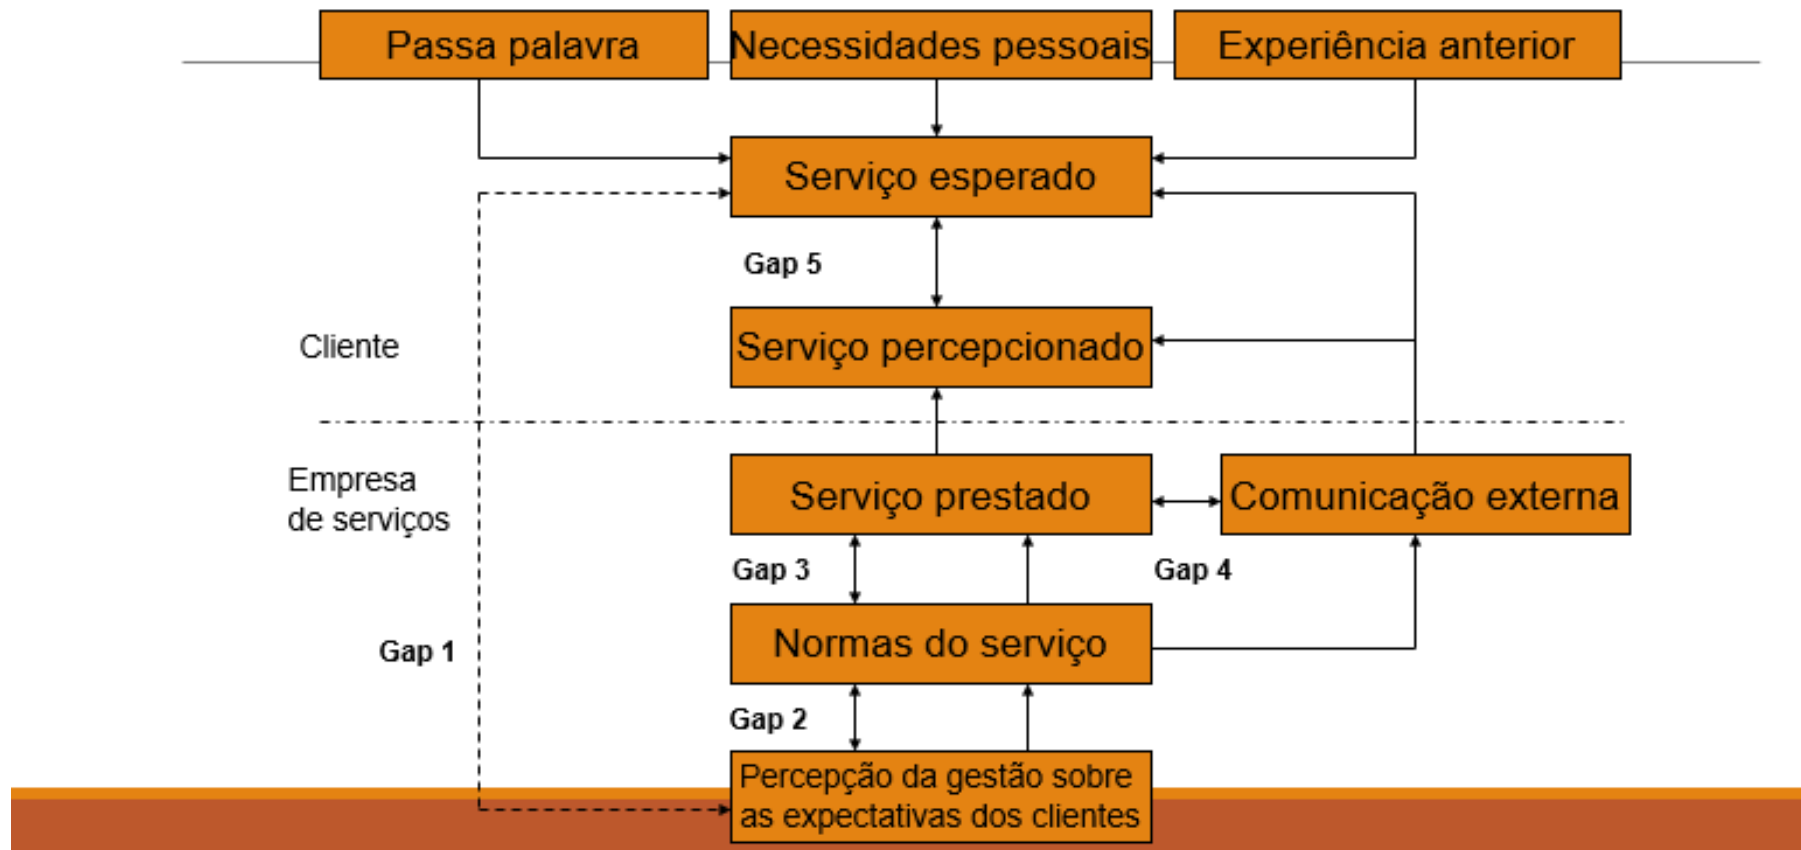 Passa palavra
Necessidades pessoais
Experiência anterior
Serviço esperado
Gap 5
Cliente
Serviço percepcionado
Empresa
de serviços
Serviço prestado
Comunicação externa
Gap 3
Gap 4
Gap 1
Normas do serviço
Gap 2
Percepção da gestão sobre
as expectativas dos clientes